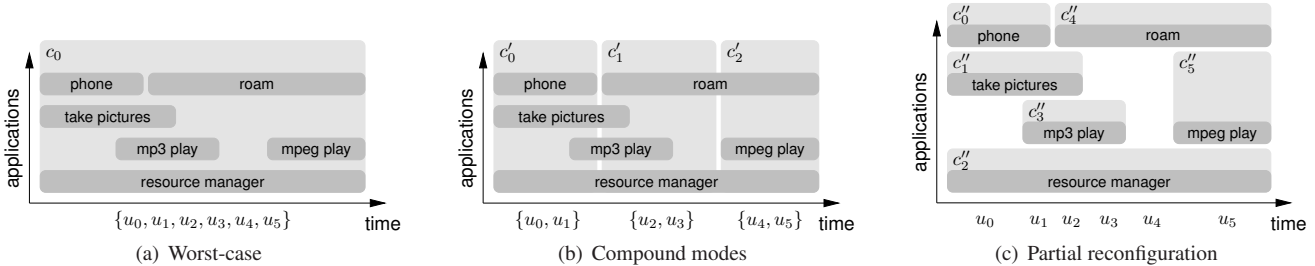 applications
c₀
phone
roam
take pictures
mp3 play
mpeg play
resource manager
{u₀, u₁, u₂, u₃, u₄, u₅}
time
(a) Worst-case
applications
c′₀
c′₁
c′₂
phone
roam
take pictures
mp3 play
mpeg play
resource manager
{u₀, u₁}
{u₂, u₃}
{u₄, u₅}
time
(b) Compound modes
applications
c″₀
c″₄
phone
roam
c″₁
c″₅
take pictures
c″₃
mp3 play
mpeg play
c″₂
resource manager
u₀
u₁
u₂
u₃
u₄
u₅
time
(c) Partial reconfiguration